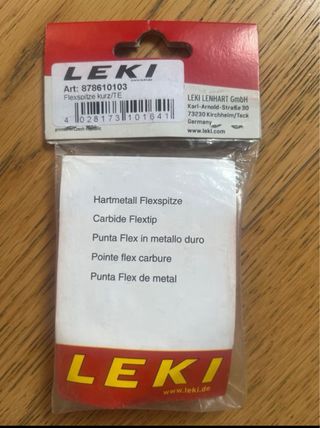 LEKI
Art: 878610103
Flexspitze kurz/TE
4 028173 101641
LEKI LENHART GmbH
Karl-Arnold-Straße 30
73230 Kirchheim/Teck
Germany
www.leki.com
Hartmetall Flexspitze
Carbide Flextip
Punta Flex in metallo duro
Pointe flex carbure
Punta Flex de metal
LEKI
www.leki.de